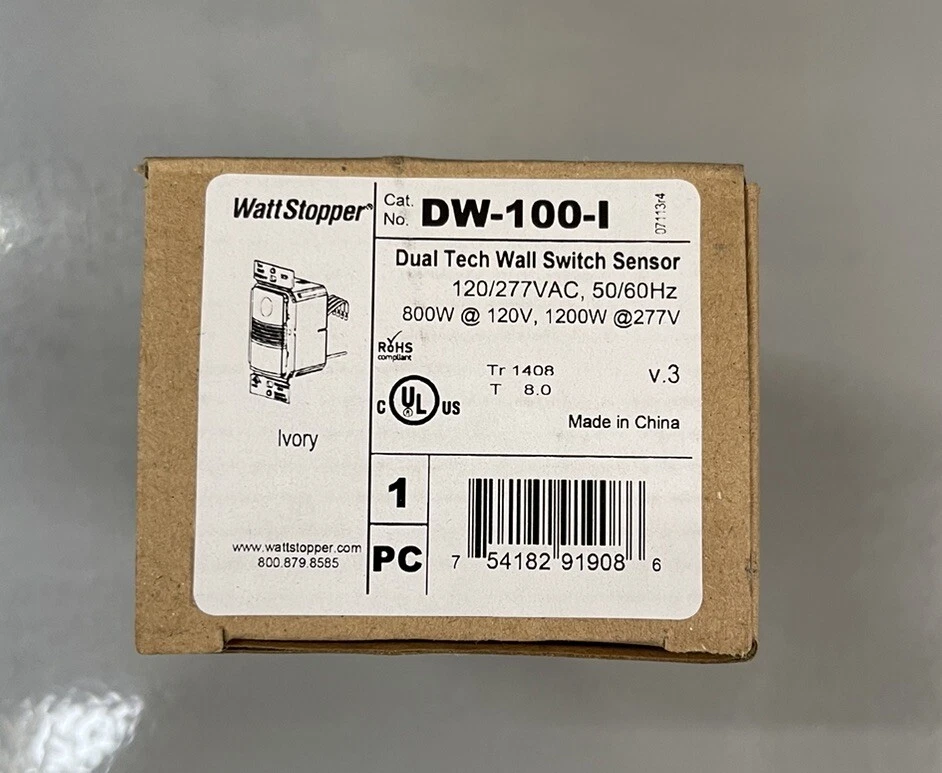 WattStopper®
Cat. No. DW-100-I
07113r4
Dual Tech Wall Switch Sensor
120/277VAC, 50/60Hz
800W @ 120V, 1200W @277V
RoHS
compliant
Tr 1408
T 8.0
v.3
C UL US
Made in China
Ivory
1
PC
www.wattstopper.com
800.879.8585
7 54182 91908 6